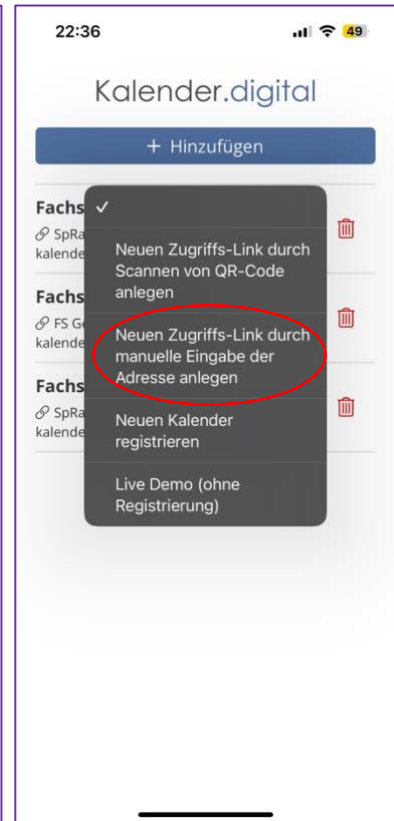 22:36 49
Kalender.digital
+ Hinzufügen
Fachs
SpRa
kalende
Fachs
FS Ge
kalende
Fachs
SpRa
kalende
✓
Neuen Zugriffs-Link durch
Scannen von QR-Code
anlegen
Neuen Zugriffs-Link durch
manuelle Eingabe der
Adresse anlegen
Neuen Kalender
registrieren
Live Demo (ohne
Registrierung)